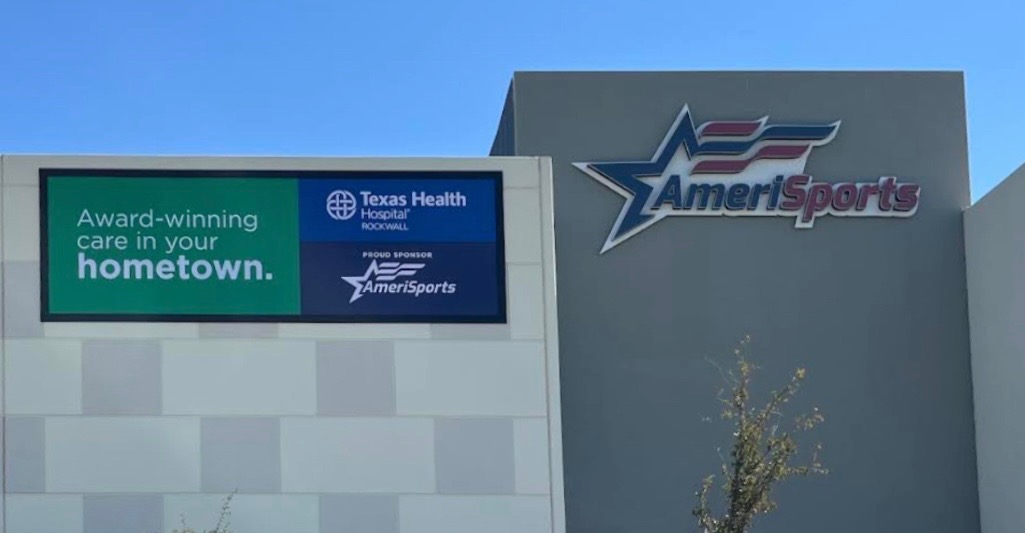 Award-winning
care in your
hometown.
Texas Health
Hospital®
ROCKWALL
PROUD SPONSOR
AmeriSports
AmeriSports